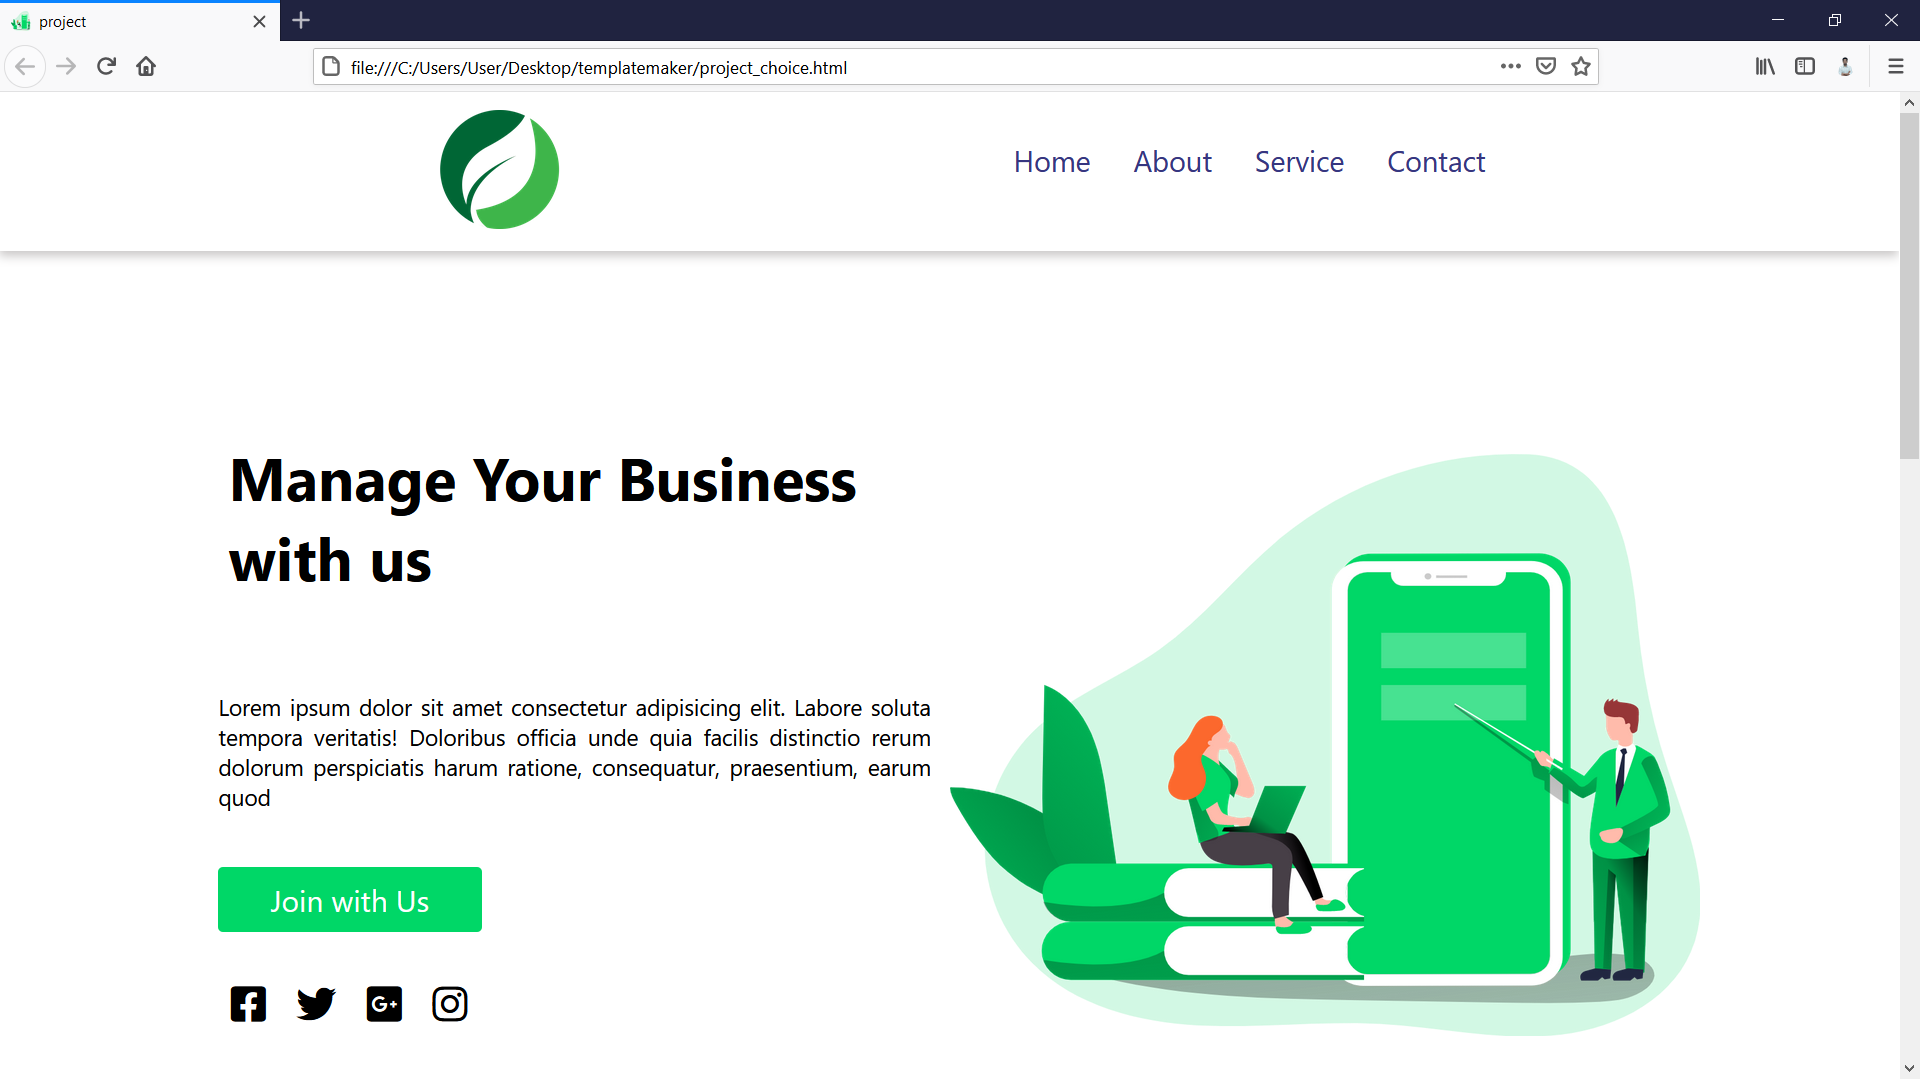 project
file:///C:/Users/User/Desktop/templatemaker/project_choice.html
Home About Service Contact
Manage Your Business
with us
Lorem ipsum dolor sit amet consectetur adipisicing elit. Labore soluta
tempora veritatis! Doloribus officia unde quia facilis distinctio rerum
dolorum perspiciatis harum ratione, consequatur, praesentium, earum
quod
Join with Us
G+